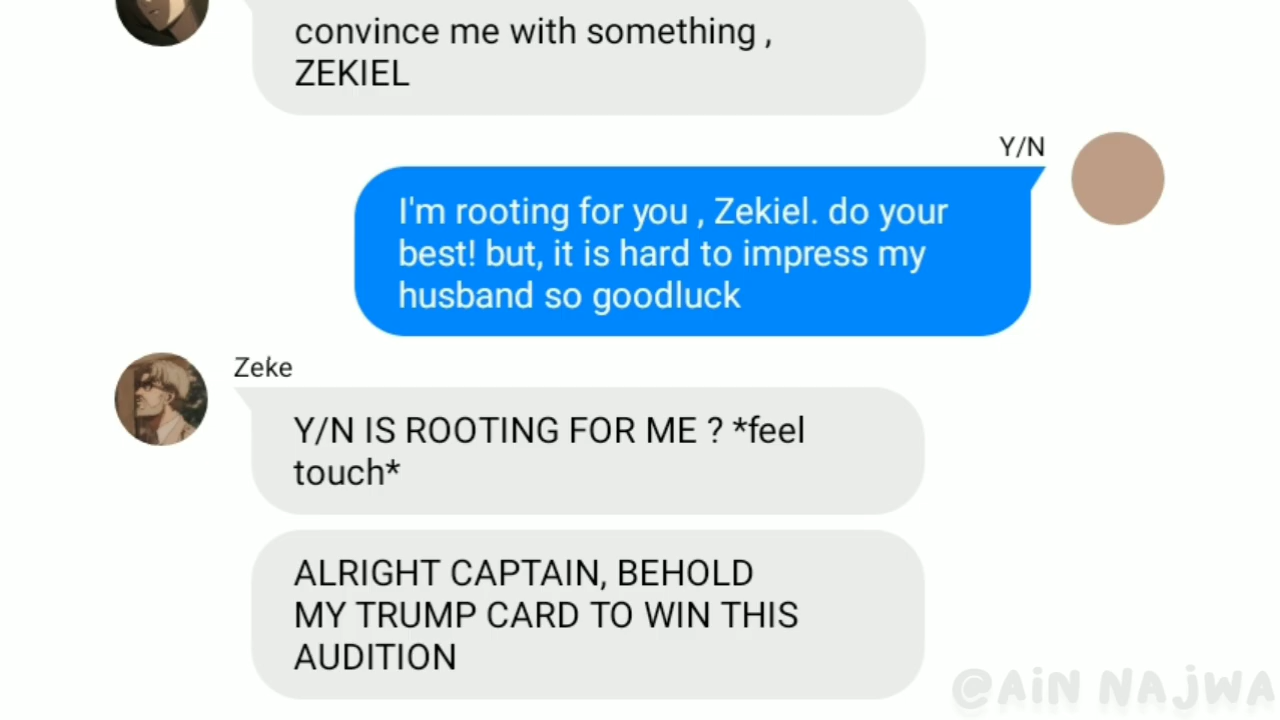 convince me with something ,
ZEKIEL
Y/N
I'm rooting for you , Zekiel. do your
best! but, it is hard to impress my
husband so goodluck
Zeke
Y/N IS ROOTING FOR ME ? *feel
touch*
ALRIGHT CAPTAIN, BEHOLD
MY TRUMP CARD TO WIN THIS
AUDITION
@AiN NAjWA